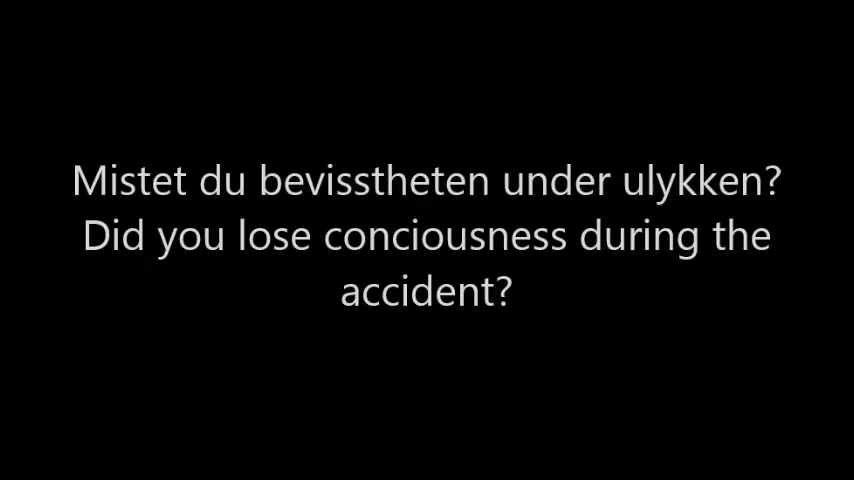 Mistet du bevisstheten under ulykken?
Did you lose conciousness during the
accident?